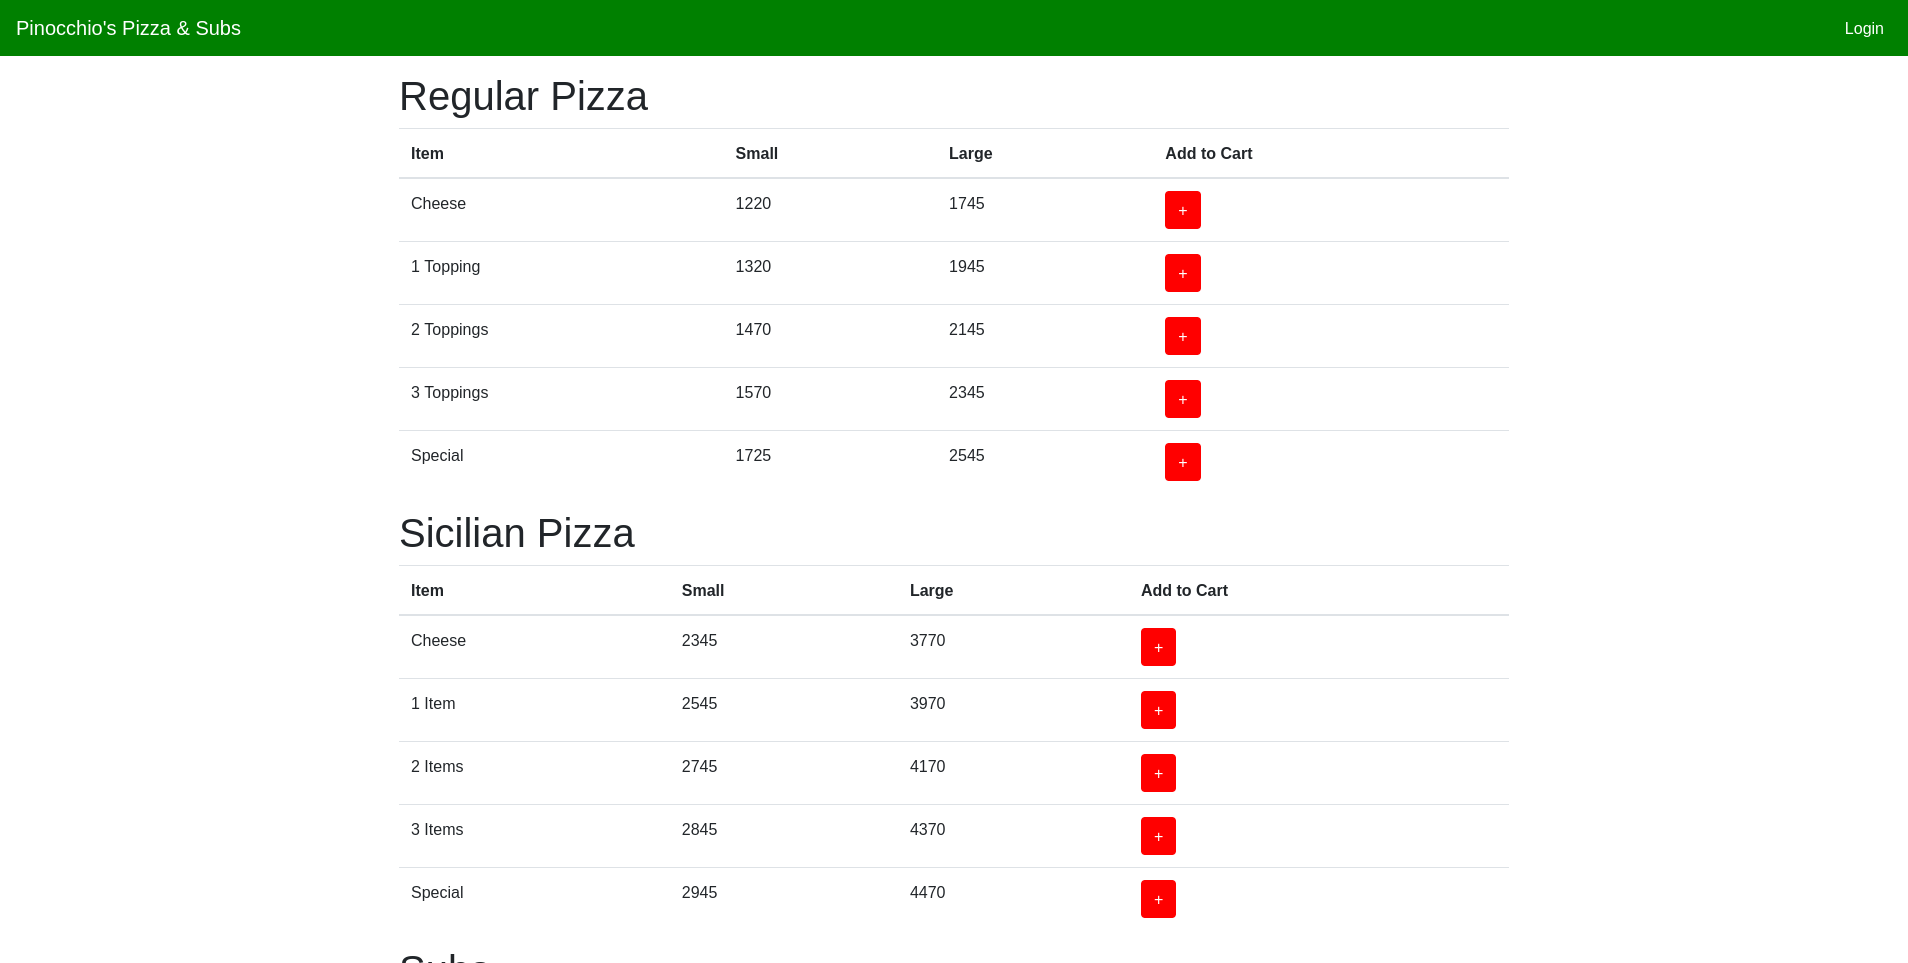 Pinocchio's Pizza & Subs Login
Regular Pizza
Item Small Large Add to Cart
Cheese 1220 1745 +
1 Topping 1320 1945 +
2 Toppings 1470 2145 +
3 Toppings 1570 2345 +
Special 1725 2545 +
Sicilian Pizza
Item Small Large Add to Cart
Cheese 2345 3770 +
1 Item 2545 3970 +
2 Items 2745 4170 +
3 Items 2845 4370 +
Special 2945 4470 +
Subs